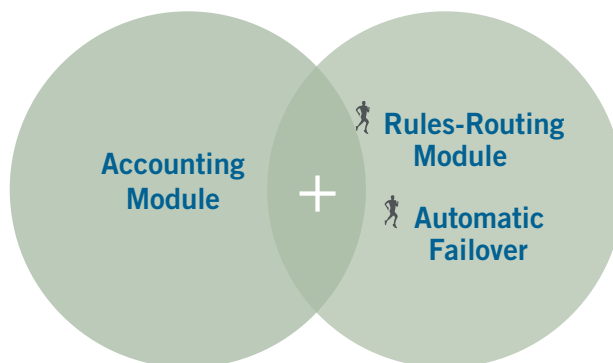 Accounting
Module
+
Rules-Routing
Module
Automatic
Failover